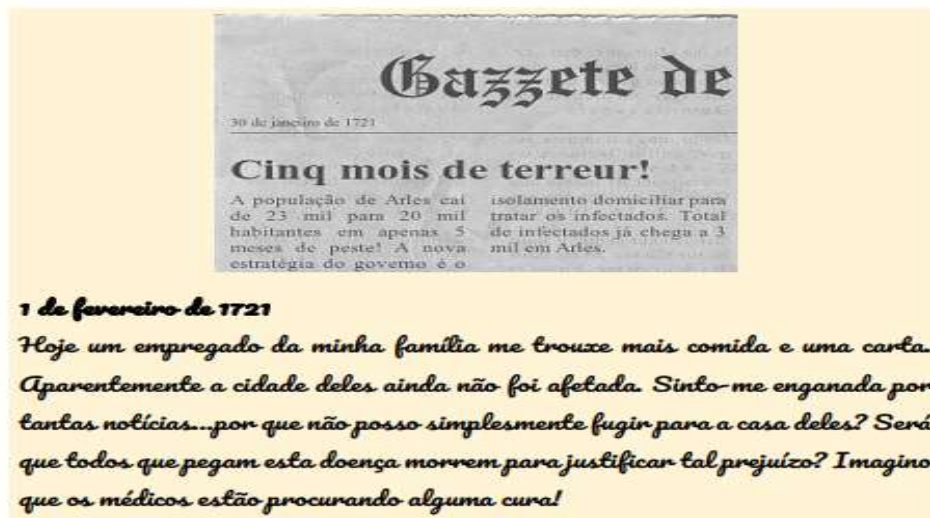 Gazzete de
30 de janeiro de 1721
Cinq mois de terreur!
A população de Arles cai
de 23 mil para 20 mil
habitantes em apenas 5
meses de peste! A nova
estratégia do governo é o
isolamento domiciliar para
tratar os infectados. Total
de infectados já chega a 3
mil em Arles.
1 de fevereiro de 1721
Hoje um empregado da minha família me trouxe mais comida e uma carta.
Aparentemente a cidade deles ainda não foi afetada. Sinto-me enganada por
tantas notícias...por que não posso simplesmente fugir para a casa deles? Será
que todos que pegam esta doença morrem para justificar tal prejuízo? Imagino
que os médicos estão procurando alguma cura!